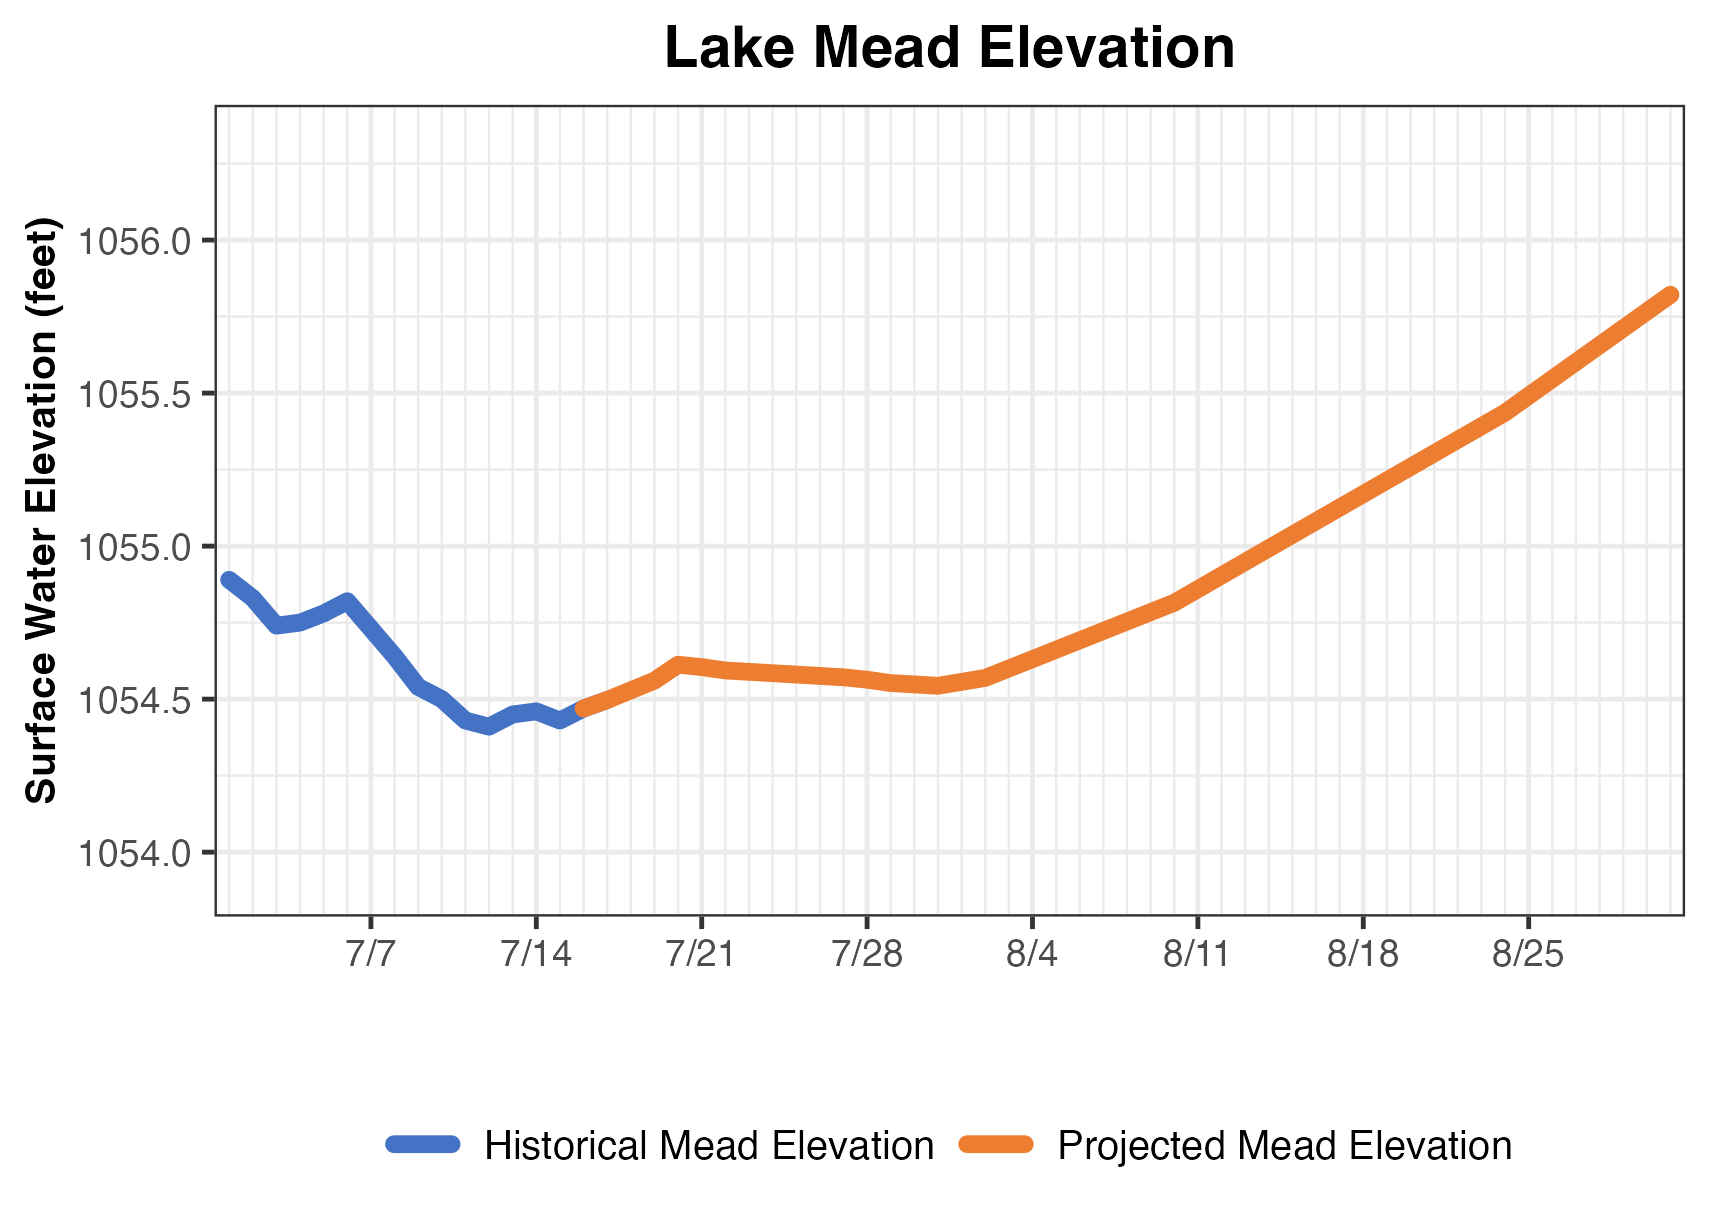 Lake Mead Elevation
Surface Water Elevation (feet)
1056.0
1055.5
1055.0
1054.5
1054.0
7/7 7/14 7/21 7/28 8/4 8/11 8/18 8/25
Historical Mead Elevation Projected Mead Elevation